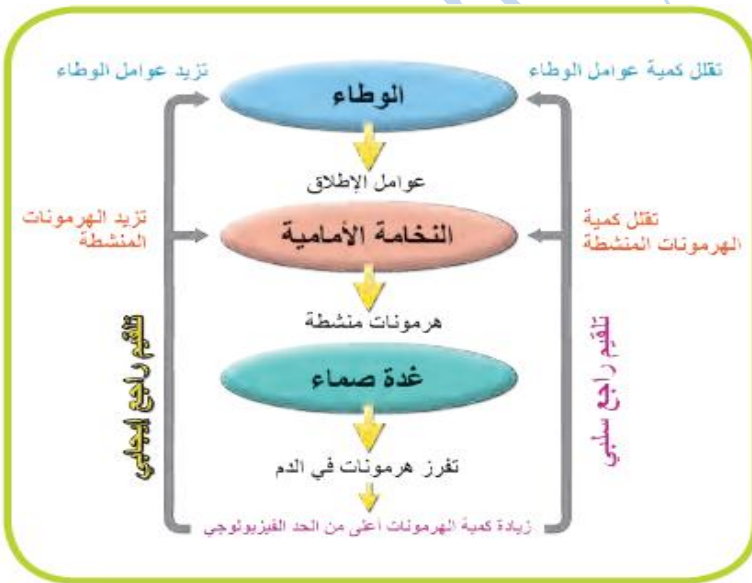 تزيد عوامل الوطاء
تقلل كمية عوامل الوطاء
الوطاء
عوامل الإطلاق
تزيد الهرمونات
المنشطة
تقلل كمية
الهرمونات المنشطة
النخامة الأمامية
هرمونات منشطة
تلقيم راجع إيجابي
تلقيم راجع سلبي
غدة صماء
تفرز هرمونات في الدم
زيادة كمية الهرمونات أعلى من الحد الفيزيولوجي